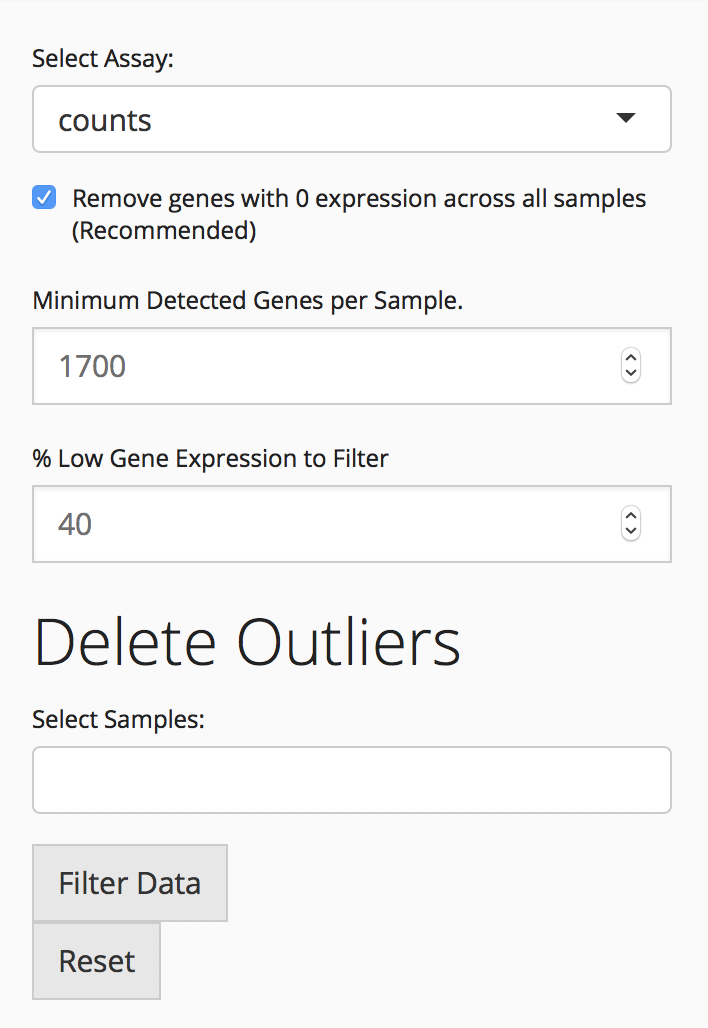 Select Assay:
counts
Remove genes with 0 expression across all samples
(Recommended)
Minimum Detected Genes per Sample.
1700
% Low Gene Expression to Filter
40
Delete Outliers
Select Samples:
Filter Data
Reset